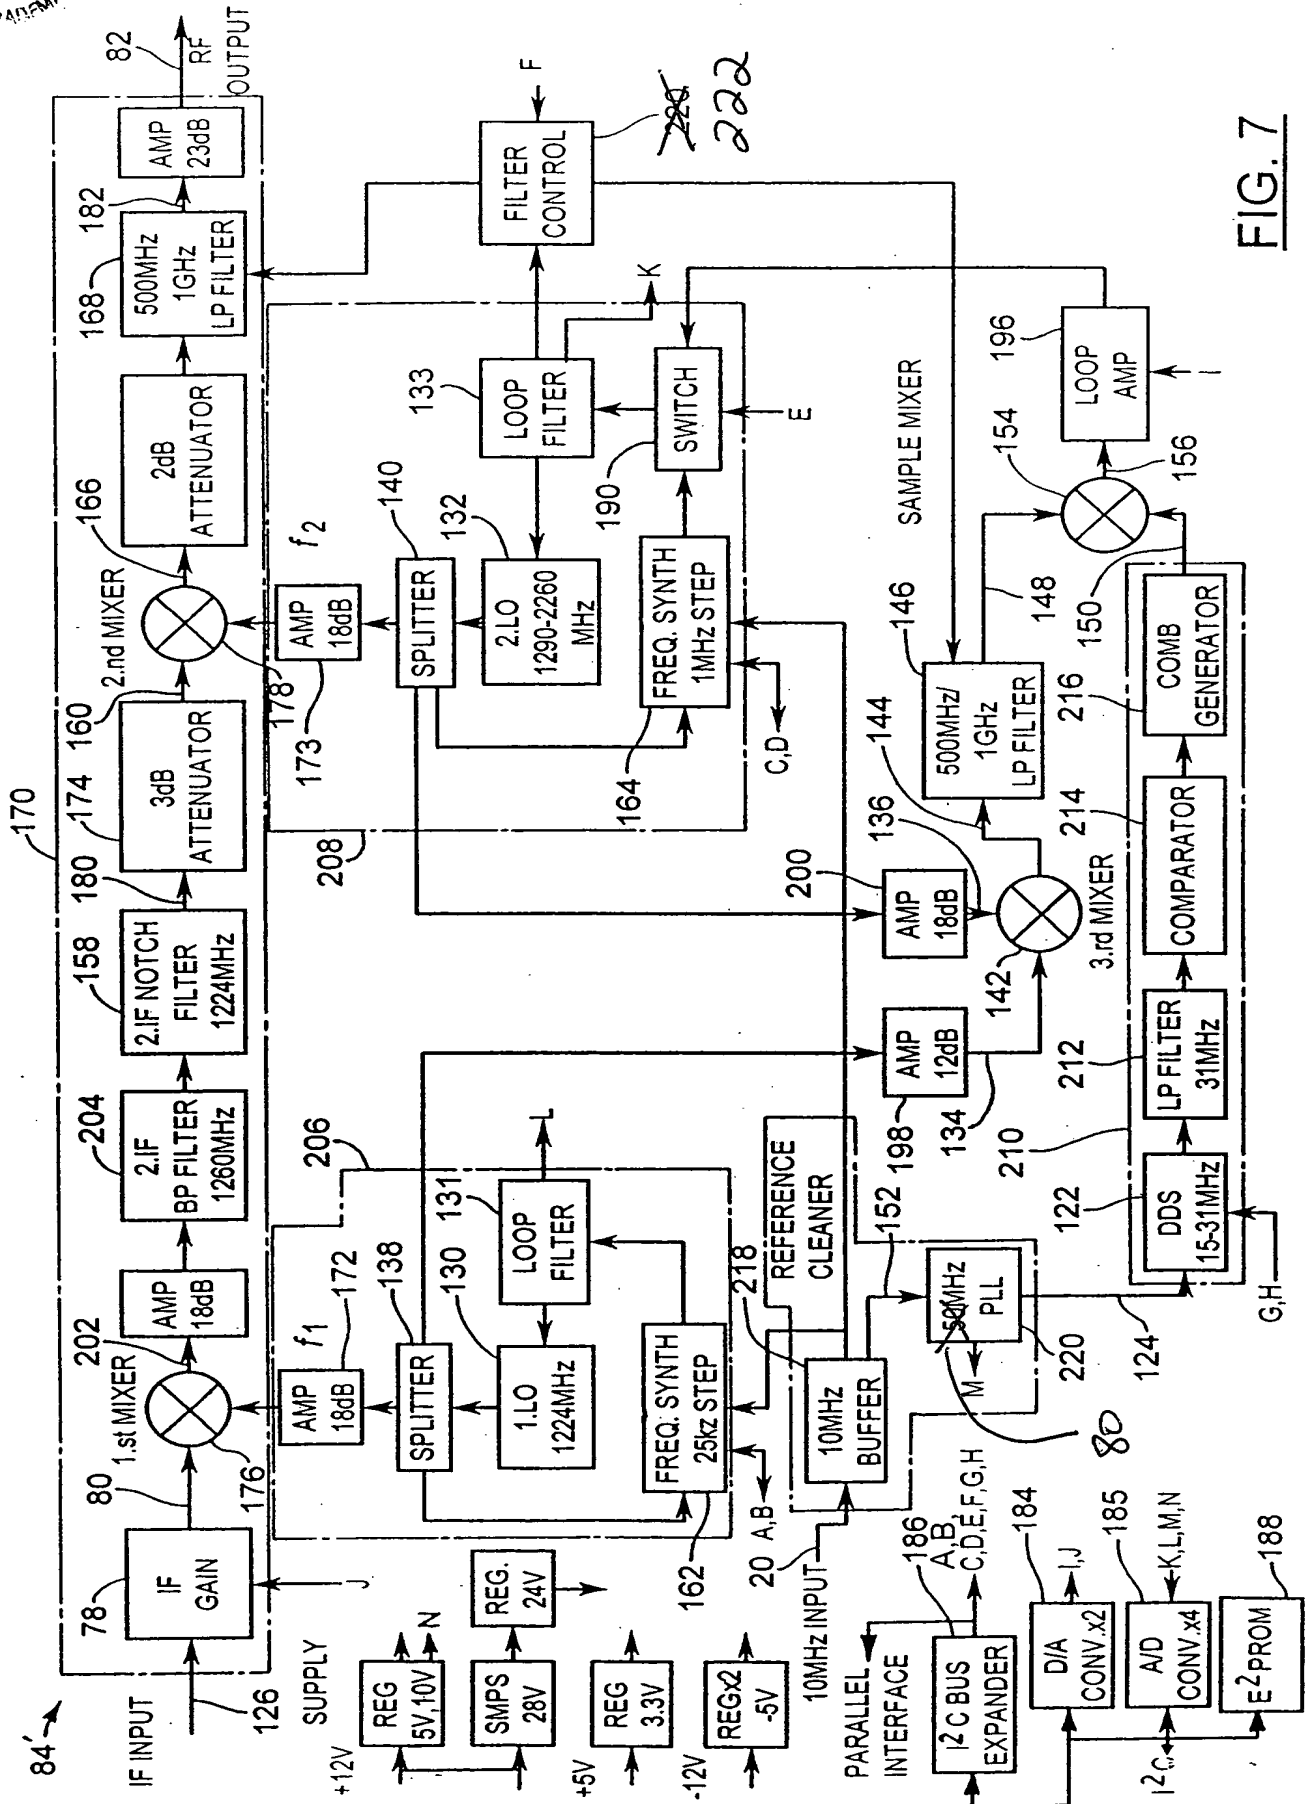 84'
170
IF INPUT
126
78
IF
GAIN
J
80
1.st MIXER
176
202
AMP
18dB
204
2.IF
BP FILTER
1260MHz
158
2.IF NOTCH
FILTER
1224MHz
180
174
3dB
ATTENUATOR
160
2.nd MIXER
178
166
2dB
ATTENUATOR
168
500MHz
1GHz
LP FILTER
182
AMP
23dB
82
RF
OUTPUT
SUPPLY
+12V
REG
5V,10V
N
SMPS
28V
REG.
24V
+5V
REG
3.3V
-12V
REGx2
-5V
206
f1
172
AMP
18dB
138
SPLITTER
130
1.LO
1224MHz
131
LOOP
FILTER
L
FREQ. SYNTH
25kz STEP
162
A,B
208
f2
173
AMP
18dB
140
SPLITTER
132
2.LO
1290-2260
MHz
133
LOOP
FILTER
K
FREQ. SYNTH
1MHz STEP
164
C,D
190
SWITCH
E
FILTER
CONTROL
F
222
REFERENCE
CLEANER
218
10MHz
BUFFER
20
10MHz INPUT
152
MHz
PLL
80
M
220
124
198
AMP
12dB
134
200
AMP
18dB
136
142
3.rd MIXER
144
146
500MHz/
1GHz
LP FILTER
SAMPLE MIXER
148
150
154
156
196
LOOP
AMP
I
210
122
DDS
15-31MHz
G,H
212
LP FILTER
31MHz
214
COMPARATOR
216
COMB
GENERATOR
PARALLEL
INTERFACE
186
I2C BUS
EXPANDER
A,B
C,D,E,F,G,H
184
D/A
CONV.x2
I,J
185
A/D
CONV.x4
K,L,M,N
I2C
188
E2PROM
FIG. 7